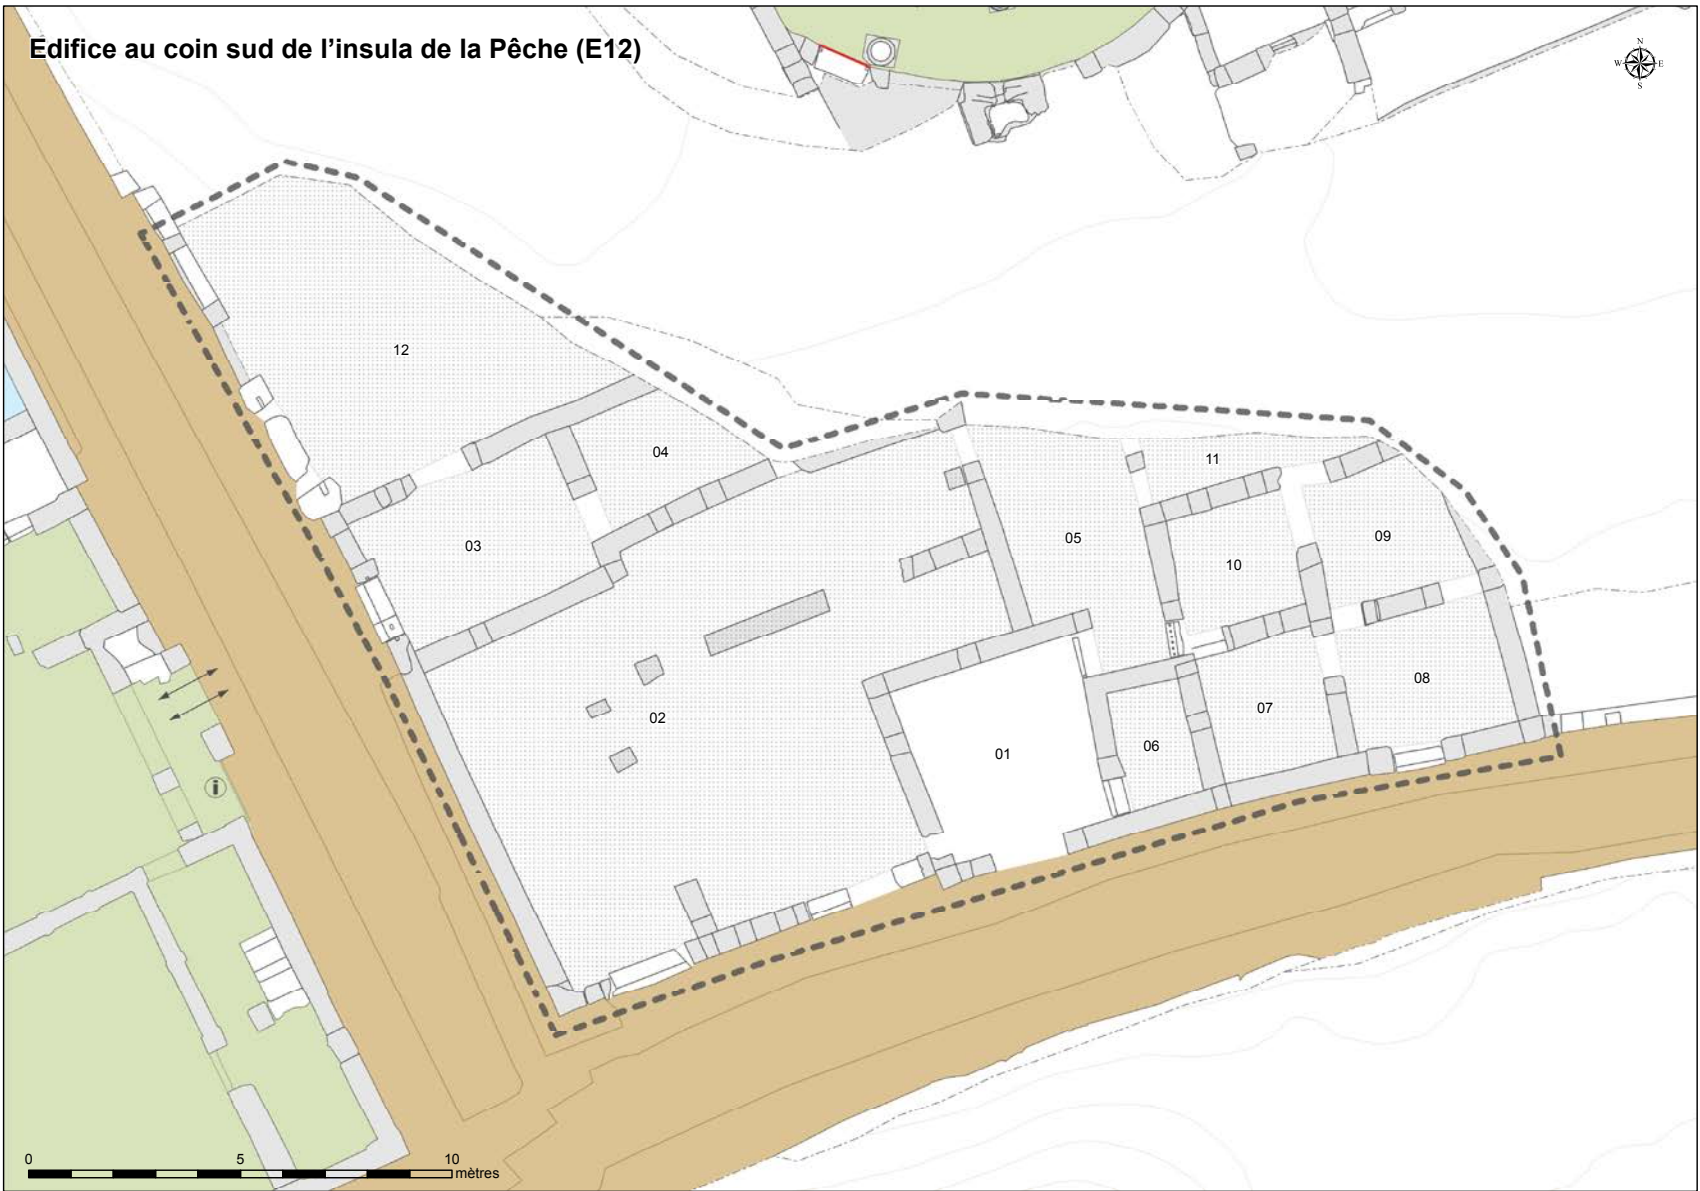 Edifice au coin sud de l’insula de la Pêche (E12)
N
W E
S
12
04
11
03
05
09
10
08
02
07
06
01
i
0 5 10
mètres